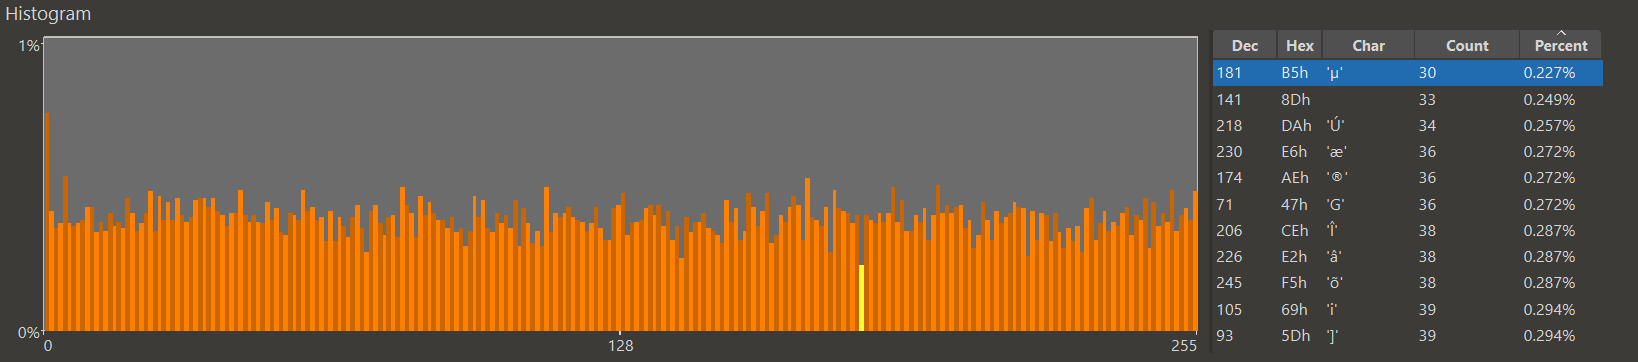 Histogram
1%
0%
0 128 255
Dec Hex Char Count Percent
181 B5h 'µ' 30 0.227%
141 8Dh 33 0.249%
218 DAh 'Ú' 34 0.257%
230 E6h 'æ' 36 0.272%
174 AEh '®' 36 0.272%
71 47h 'G' 36 0.272%
206 CEh 'Î' 38 0.287%
226 E2h 'â' 38 0.287%
245 F5h 'õ' 38 0.287%
105 69h 'i' 39 0.294%
93 5Dh ']' 39 0.294%